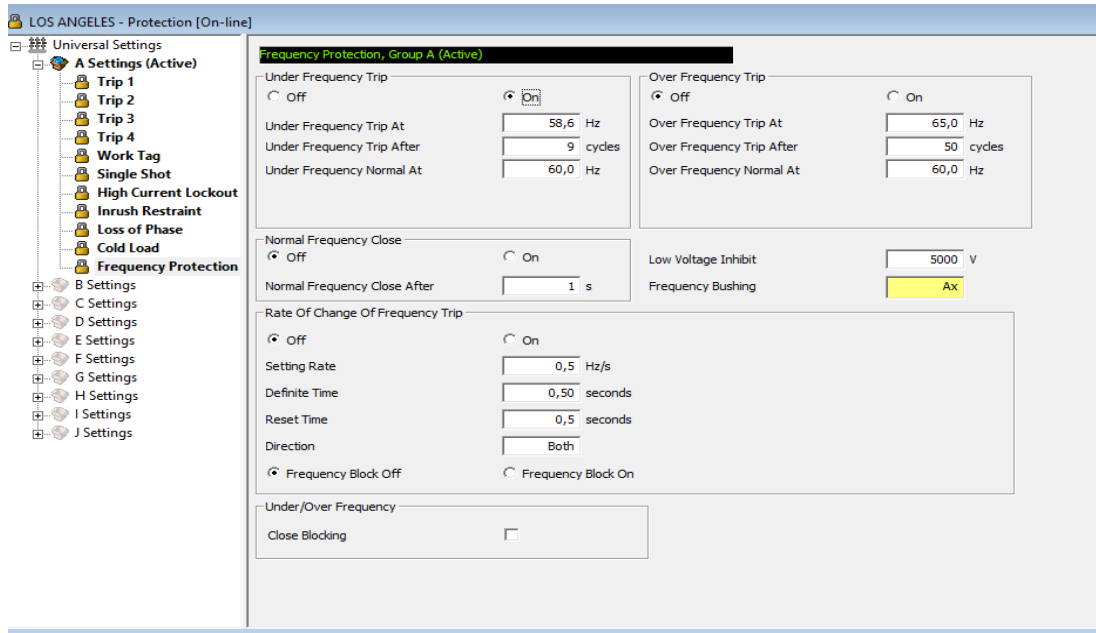 LOS ANGELES - Protection [On-line]
Universal Settings
A Settings (Active)
Trip 1
Trip 2
Trip 3
Trip 4
Work Tag
Single Shot
High Current Lockout
Inrush Restraint
Loss of Phase
Cold Load
Frequency Protection
B Settings
C Settings
D Settings
E Settings
F Settings
G Settings
H Settings
I Settings
J Settings
Frequency Protection, Group A (Active)
Under Frequency Trip
Off On
Under Frequency Trip At 58,6 Hz
Under Frequency Trip After 9 cycles
Under Frequency Normal At 60,0 Hz
Over Frequency Trip
Off On
Over Frequency Trip At 65,0 Hz
Over Frequency Trip After 50 cycles
Over Frequency Normal At 60,0 Hz
Normal Frequency Close
Off On
Normal Frequency Close After 1 s
Low Voltage Inhibit 5000 V
Frequency Bushing Ax
Rate Of Change Of Frequency Trip
Off On
Setting Rate 0,5 Hz/s
Definite Time 0,50 seconds
Reset Time 0,5 seconds
Direction Both
Frequency Block Off Frequency Block On
Under/Over Frequency
Close Blocking